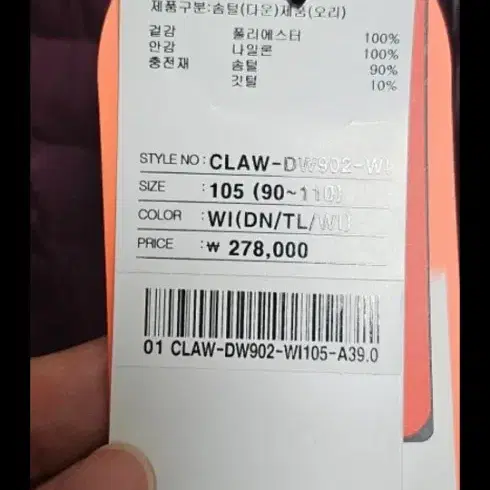 제품구분:솜털(다운)제품(오리)
겉감 폴리에스터 100%
안감 나일론 100%
충전재 솜털 90%
깃털 10%
STYLE NO : CLAW-DW902-WI
SIZE : 105 (90~110)
COLOR : WI(DN/TL/WI)
PRICE : ₩ 278,000
01 CLAW-DW902-WI105-A39.0